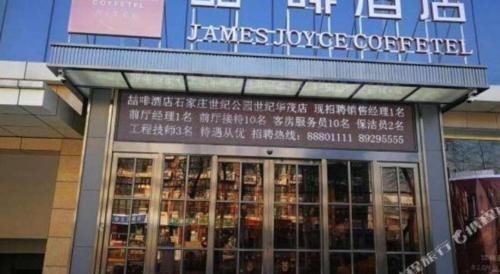 COFFETEL
喆啡酒店
JAMES JOYCE COFFETEL
喆啡酒店石家庄世纪公园世纪华茂店 现招聘销售经理1名
前厅经理1名 前厅接待10名 客房服务员10名 保洁员2名
工程技师3名 待遇从优 招聘热线：88801111 89295555